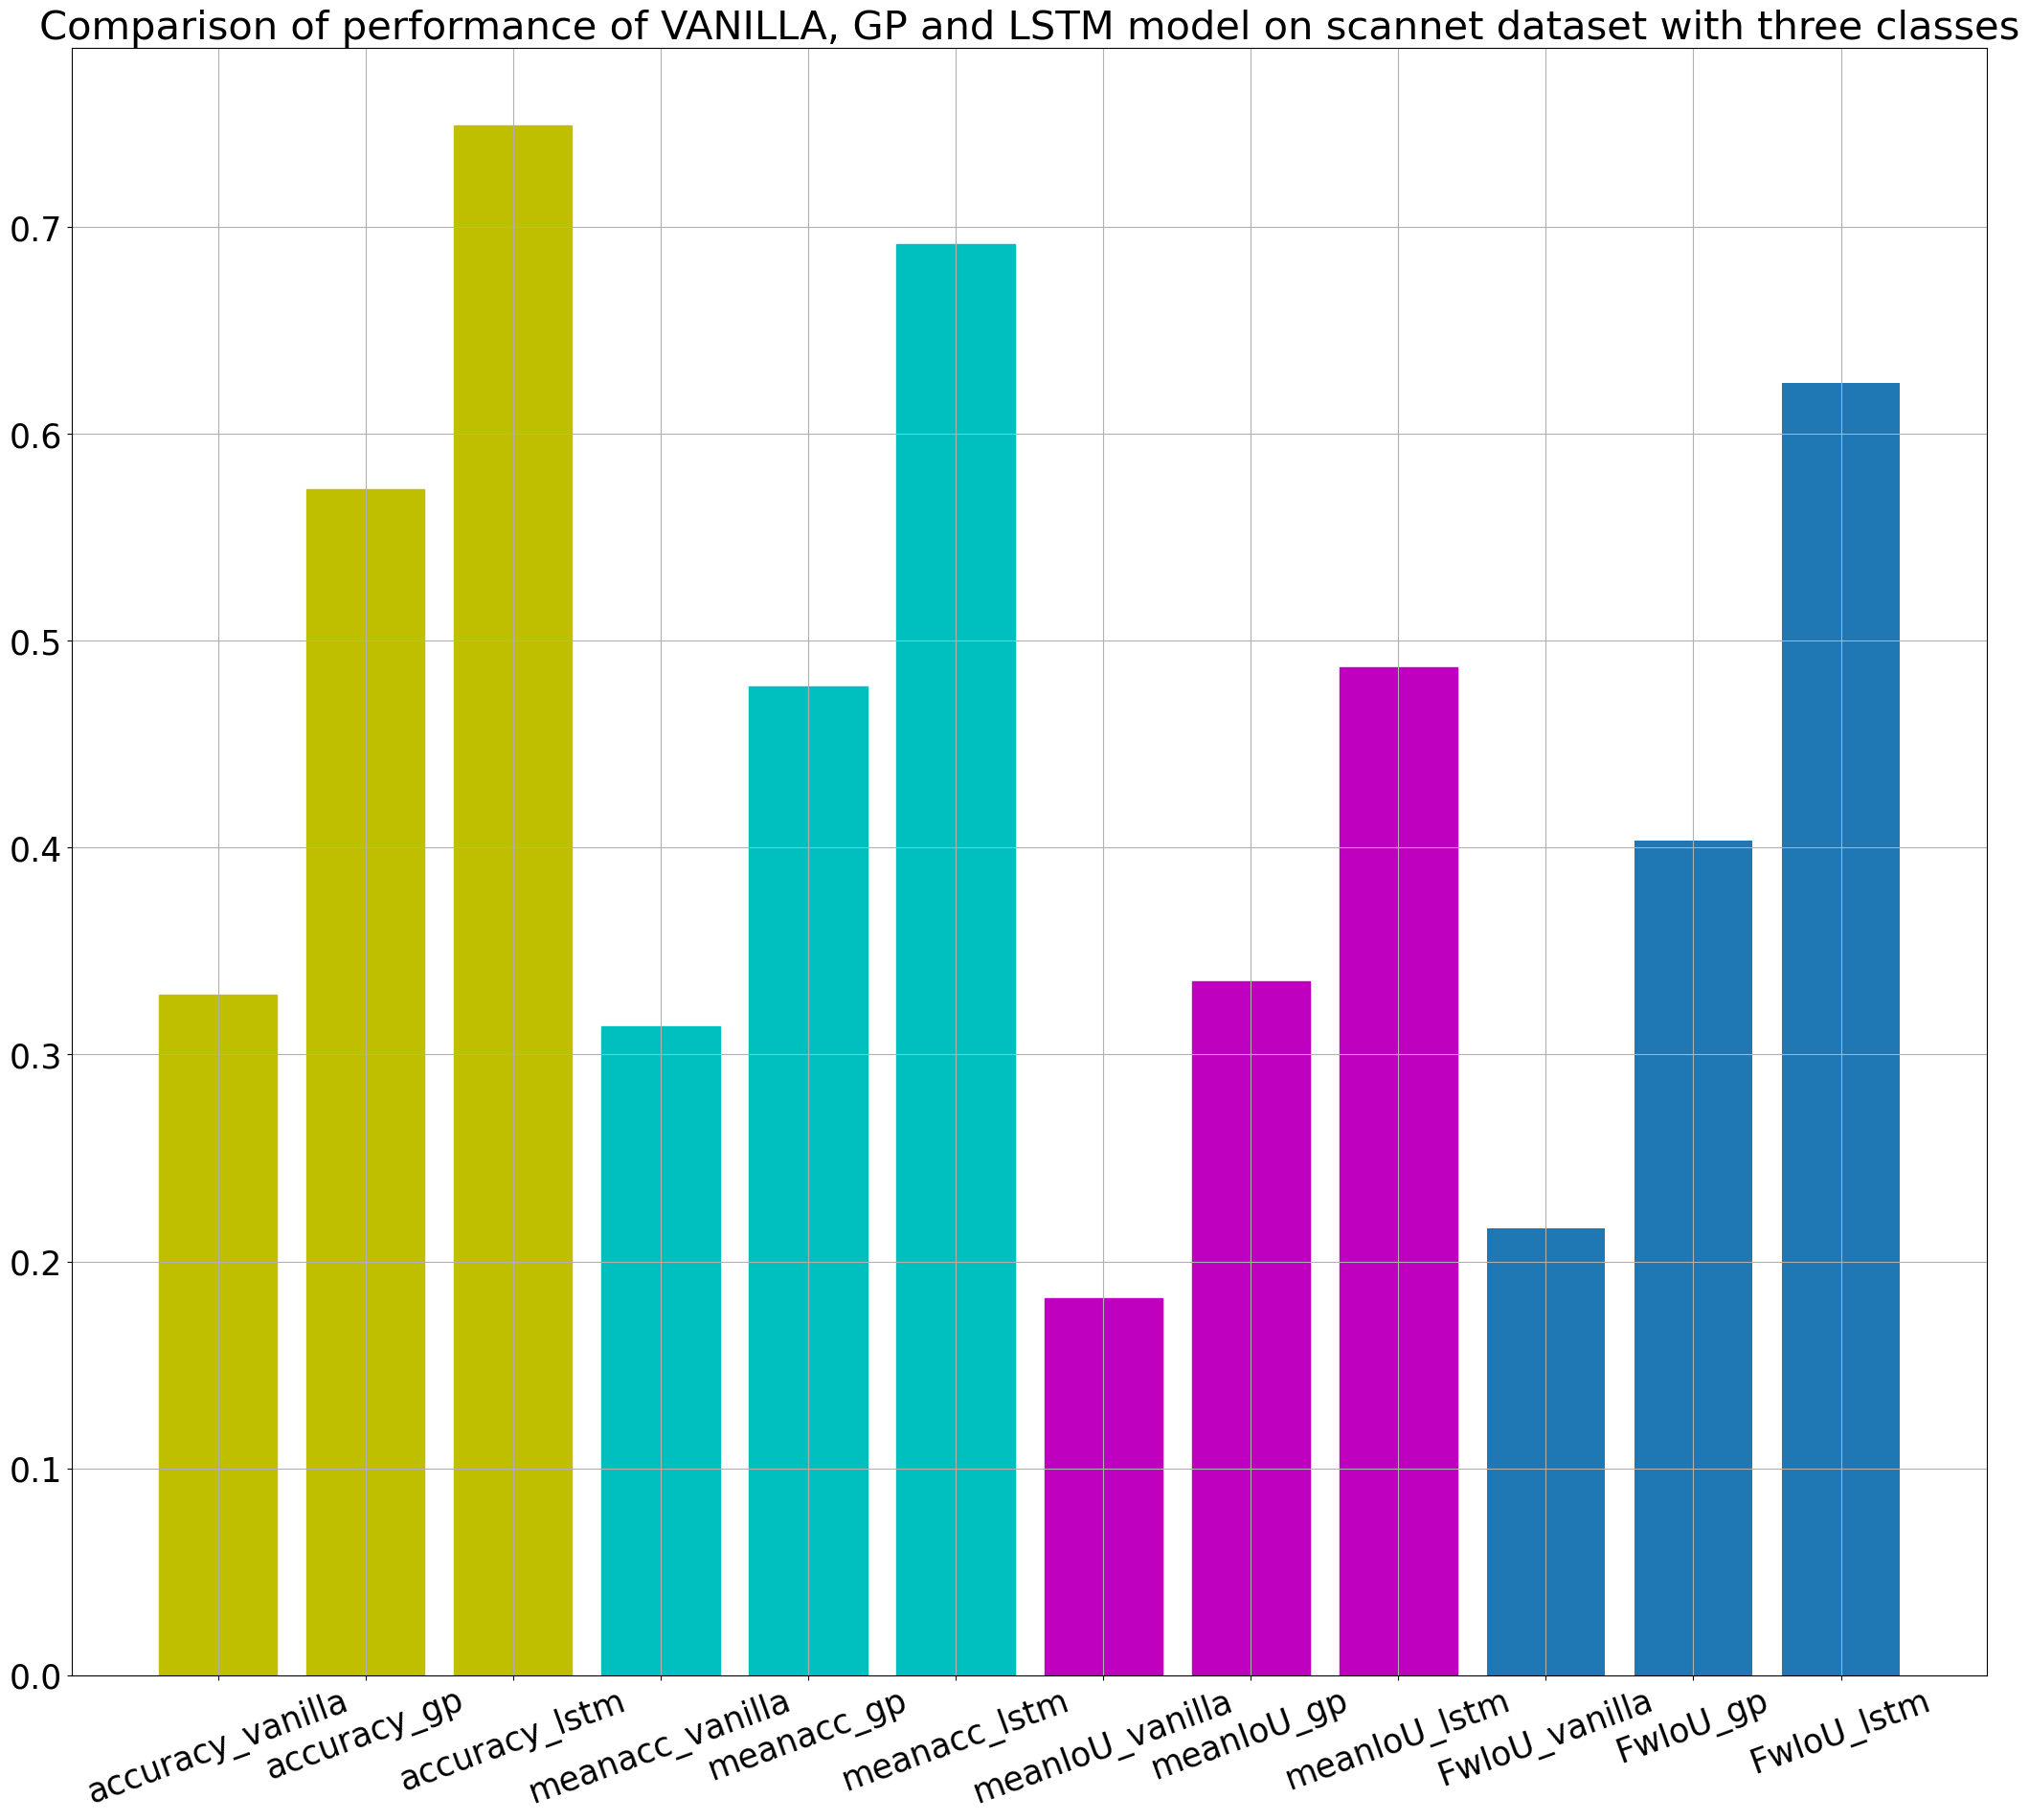 Comparison of performance of VANILLA, GP and LSTM model on scannet dataset with three classes
0.7
0.6
0.5
0.4
0.3
0.2
0.1
0.0
accuracy_vanilla
accuracy_gp
accuracy_lstm
meanacc_vanilla
meanacc_gp
meanacc_lstm
meanIoU_vanilla
meanIoU_gp
meanIoU_lstm
FwIoU_vanilla
FwIoU_gp
FwIoU_lstm